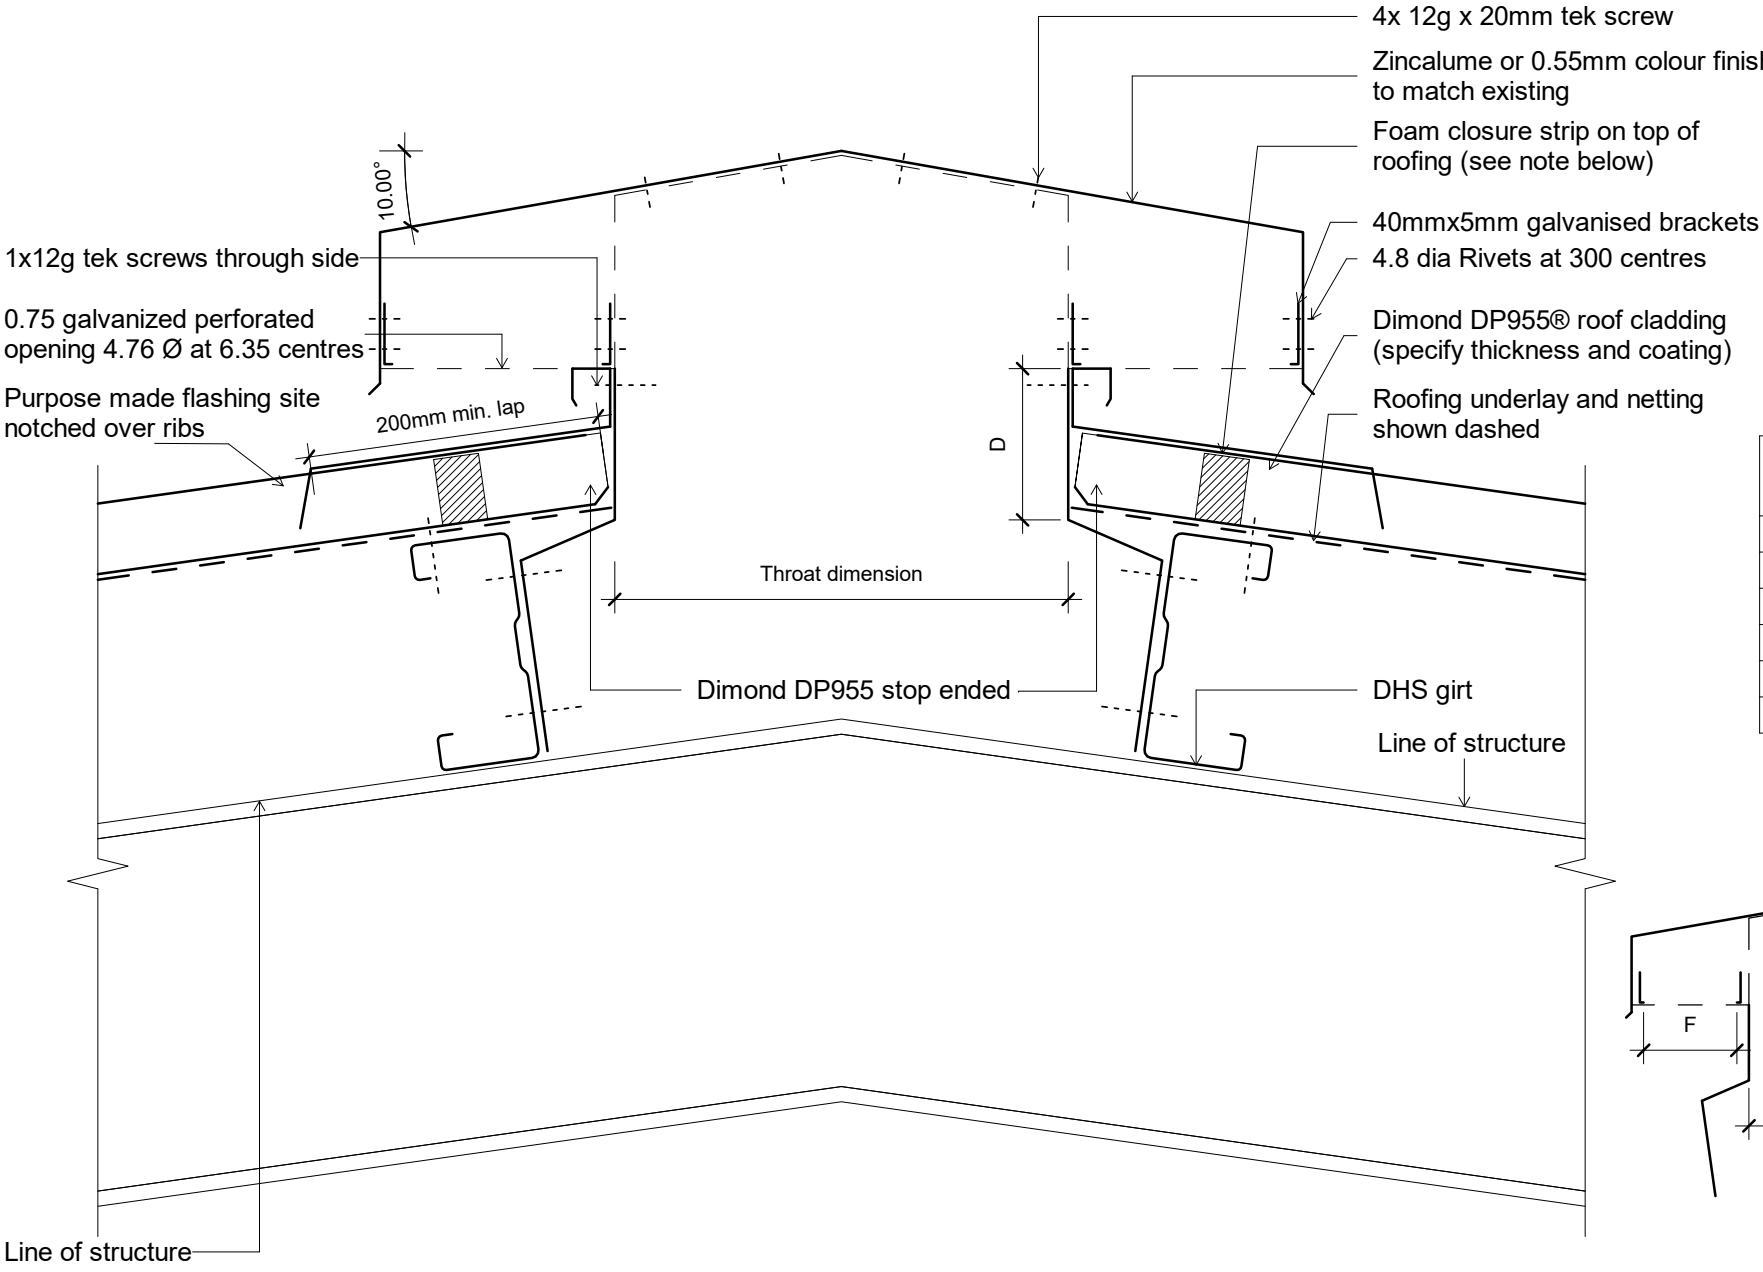 4x 12g x 20mm tek screw
Zincalume or 0.55mm colour finish
to match existing
Foam closure strip on top of
roofing (see note below)
40mmx5mm galvanised brackets
4.8 dia Rivets at 300 centres
Dimond DP955® roof cladding
(specify thickness and coating)
Roofing underlay and netting
shown dashed
10.00°
1x12g tek screws through side
0.75 galvanized perforated
opening 4.76 Ø at 6.35 centres
Purpose made flashing site
notched over ribs
200mm min. lap
D
Throat dimension
Dimond DP955 stop ended
DHS girt
Line of structure
F
Line of structure